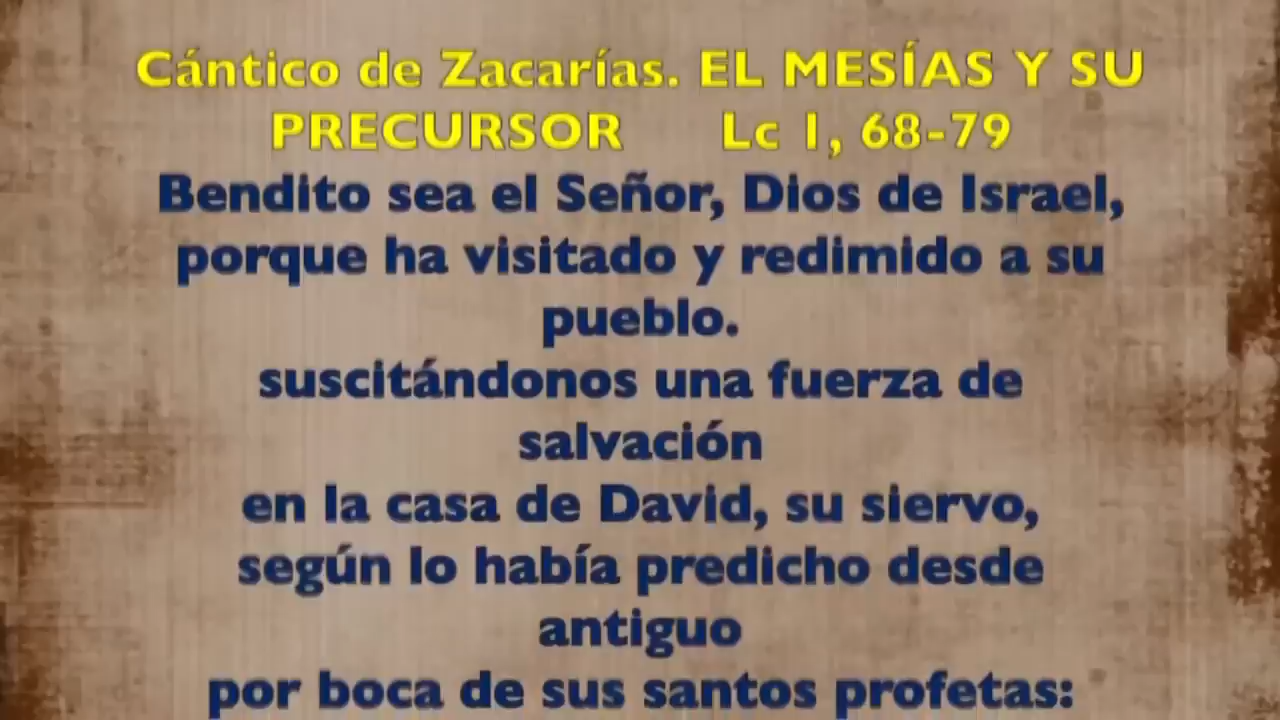 Cántico de Zacarías. EL MESÍAS Y SU
PRECURSOR Lc 1, 68-79
Bendito sea el Señor, Dios de Israel,
porque ha visitado y redimido a su
pueblo.
suscitándonos una fuerza de
salvación
en la casa de David, su siervo,
según lo había predicho desde
antiguo
por boca de sus santos profetas: